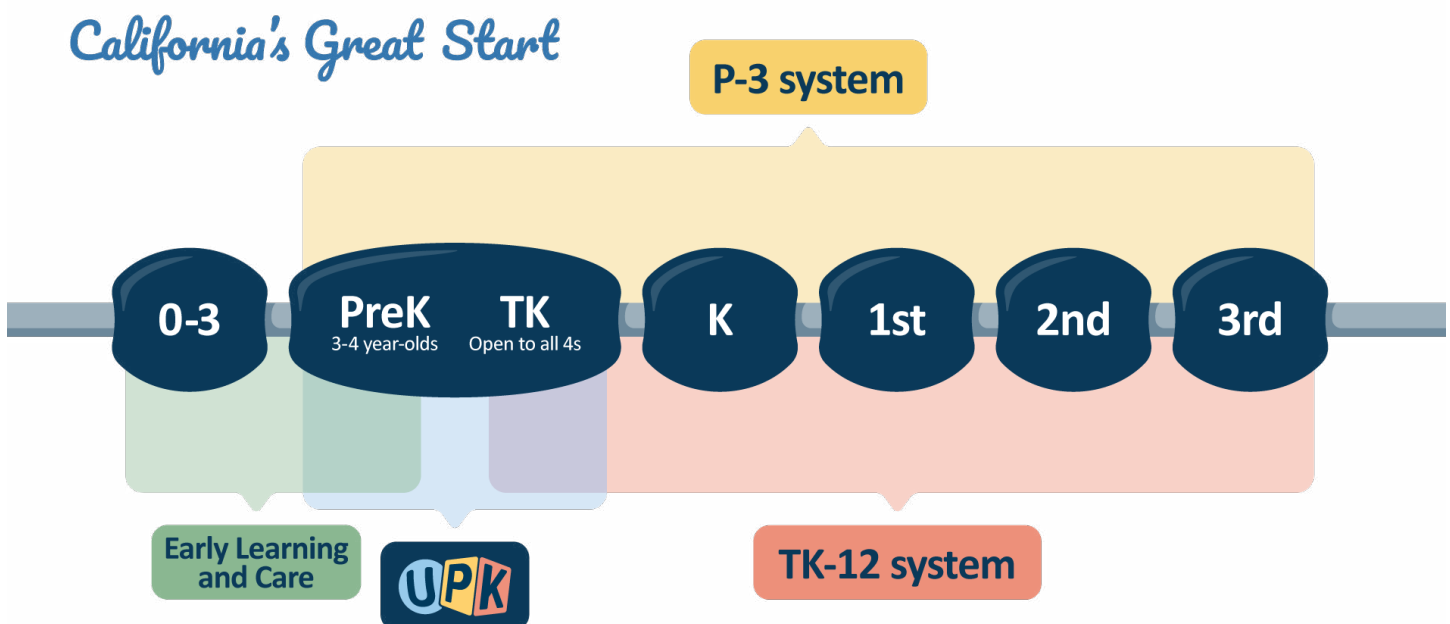 California's Great Start
P-3 system
0-3
PreK
3-4 year-olds
TK
Open to all 4s
K
1st
2nd
3rd
Early Learning
and Care
UPK
TK-12 system